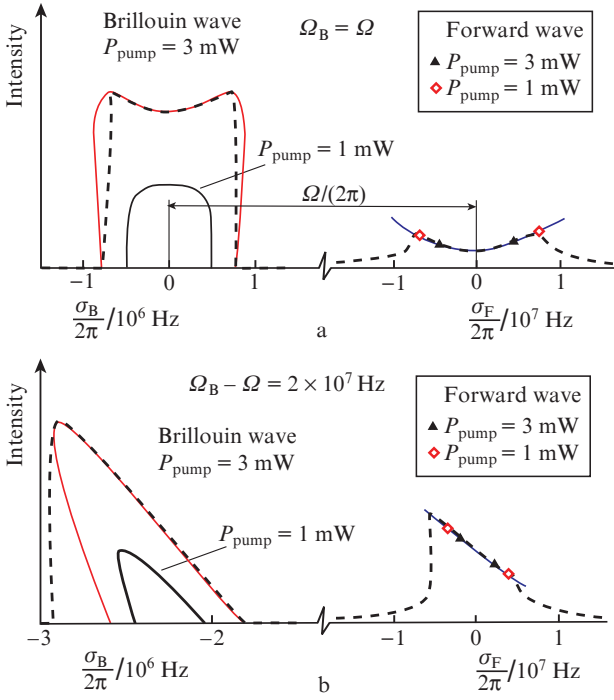 Intensity
Brillouin wave
P_pump = 3 mW
Ω_B = Ω
Forward wave
▲ P_pump = 3 mW
◇ P_pump = 1 mW
P_pump = 1 mW
Ω/(2π)
−1 0 1 −1 0 1
σ_B/2π /10^6 Hz
σ_F/2π /10^7 Hz
a
Intensity
Ω_B − Ω = 2 × 10^7 Hz
Brillouin wave
P_pump = 3 mW
Forward wave
▲ P_pump = 3 mW
◇ P_pump = 1 mW
P_pump = 1 mW
−3 −2 −1 0 1
σ_B/2π /10^6 Hz
σ_F/2π /10^7 Hz
b